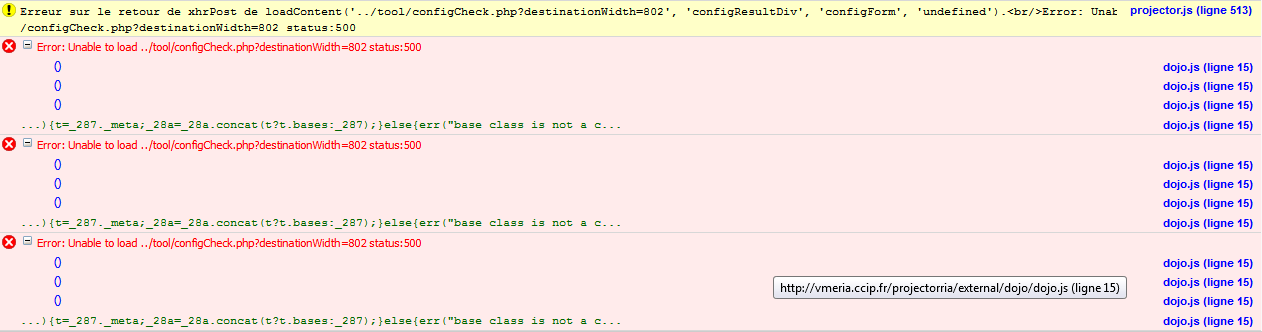 Erreur sur le retour de xhrPost de loadContent('../tool/configCheck.php?destinationWidth=802', 'configResultDiv', 'configForm', 'undefined').<br/>Error: Unab projector.js (ligne 513)
/configCheck.php?destinationWidth=802 status:500
Error: Unable to load ../tool/configCheck.php?destinationWidth=802 status:500
() dojo.js (ligne 15)
() dojo.js (ligne 15)
() dojo.js (ligne 15)
...){t=_287._meta;_28a=_28a.concat(t?t.bases:_287);}else{err("base class is not a c... dojo.js (ligne 15)
Error: Unable to load ../tool/configCheck.php?destinationWidth=802 status:500
() dojo.js (ligne 15)
() dojo.js (ligne 15)
() dojo.js (ligne 15)
...){t=_287._meta;_28a=_28a.concat(t?t.bases:_287);}else{err("base class is not a c... dojo.js (ligne 15)
Error: Unable to load ../tool/configCheck.php?destinationWidth=802 status:500
() dojo.js (ligne 15)
() dojo.js (ligne 15)
http://vmeria.ccip.fr/projectorria/external/dojo/dojo.js (ligne 15)
() dojo.js (ligne 15)
...){t=_287._meta;_28a=_28a.concat(t?t.bases:_287);}else{err("base class is not a c... dojo.js (ligne 15)